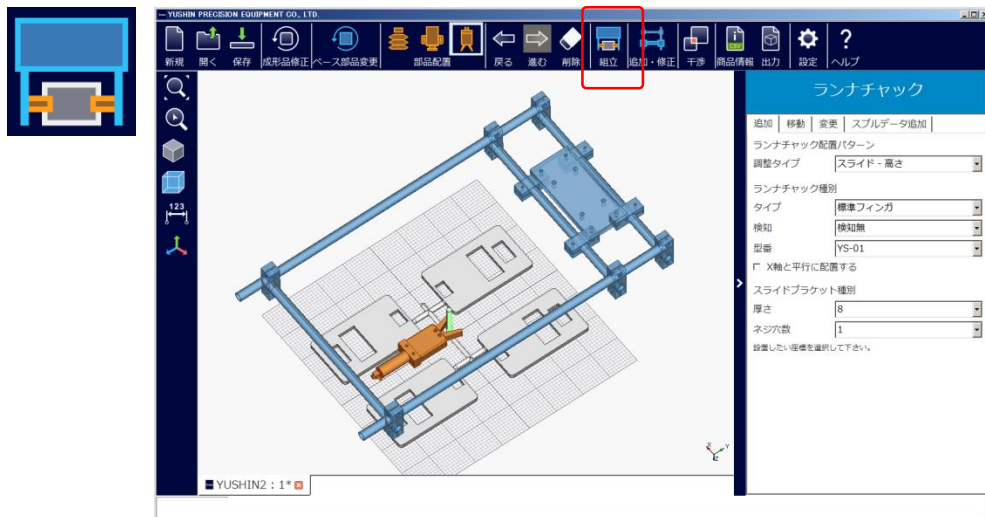 YUSHIN PRECISION EQUIPMENT CO., LTD.
新規 開く 保存 成形品修正 ベース部品変更 部品配置 戻る 進む 削除 組立 追加・修正 干渉 商品情報 出力 設定 ヘルプ
CSV
?
123
ランナチャック
追加 移動 変更 スプルデータ追加
ランナチャック配置パターン
調整タイプ スライド - 高さ
ランナチャック種別
タイプ 標準フィンガ
検知 検知無
型番 YS-01
X軸と平行に配置する
スライドブラケット種別
厚さ 8
ネジ穴数 1
設置したい座標を選択して下さい。
X Y
Z
YUSHIN2 : 1*